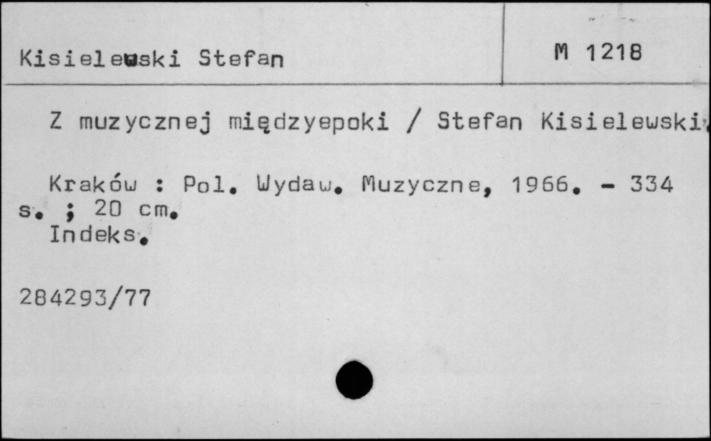 Kisielewski Stefan
M 1218
Z muzycznej międzyepoki / Stefan Kisielewski.
Kraków : Pol. Wydaw. Muzyczne, 1966. – 334
s. ; 20 cm.
Indeks.
284293/77